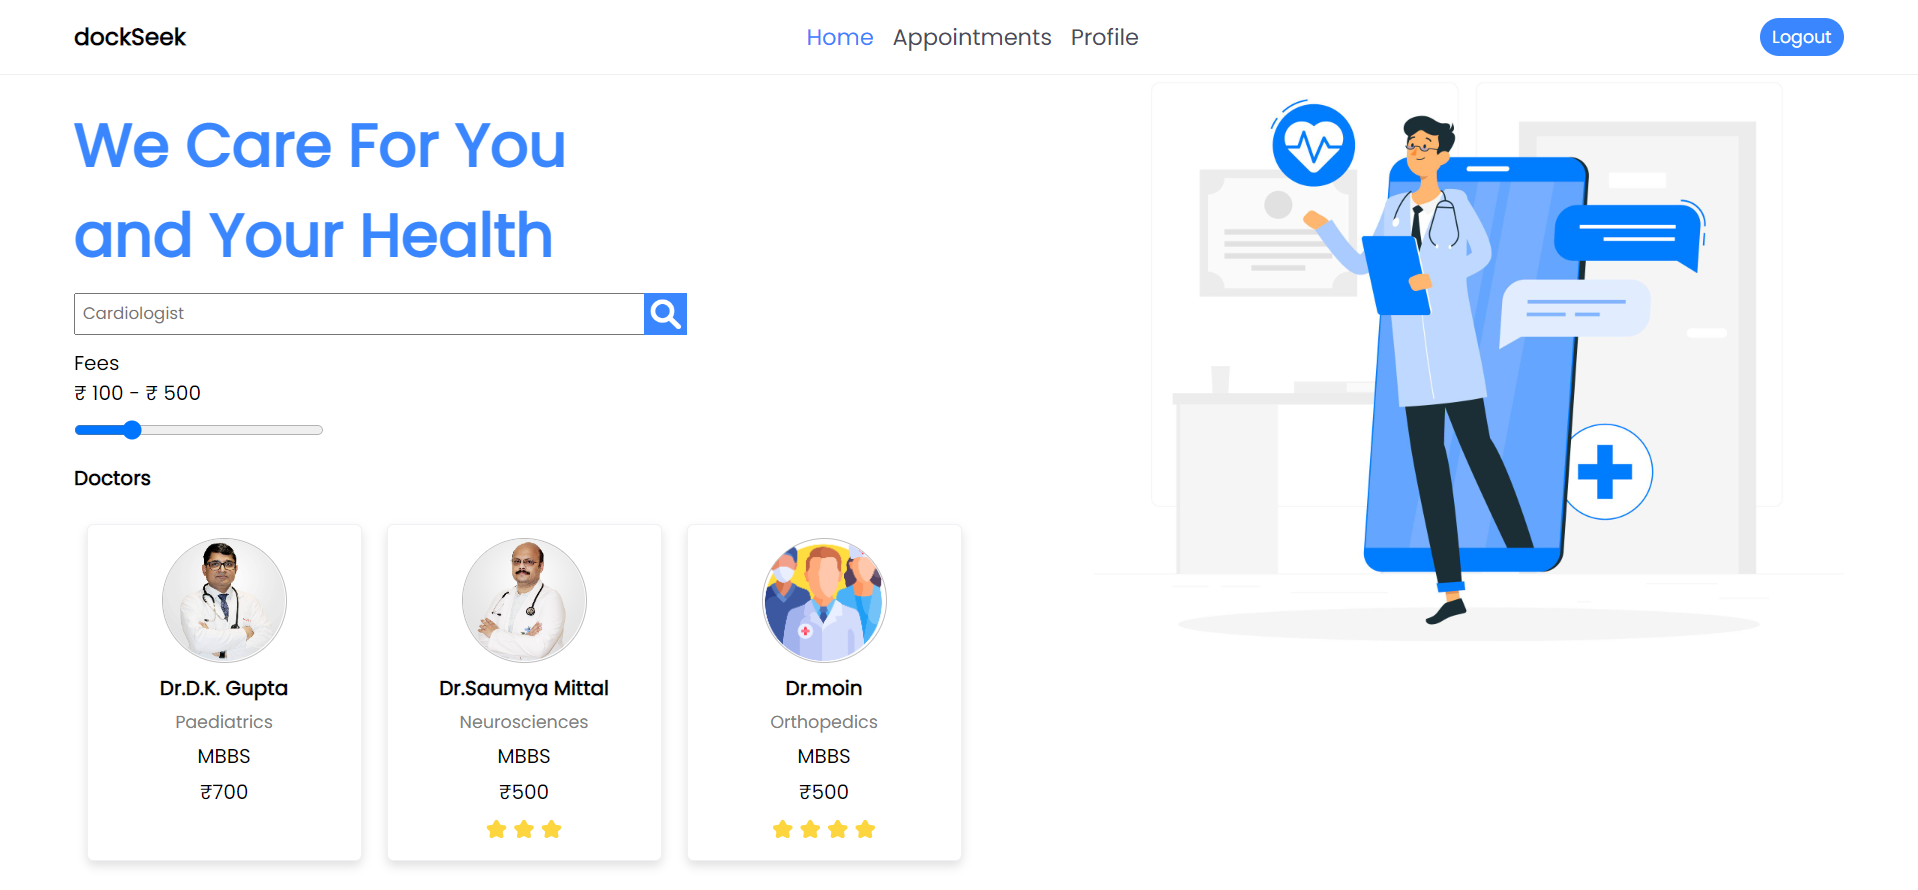 dockSeek
Home Appointments Profile
Logout
We Care For You
and Your Health
Cardiologist
Fees
₹ 100 - ₹ 500
Doctors
Dr.D.K. Gupta
Paediatrics
MBBS
₹700
Dr.Saumya Mittal
Neurosciences
MBBS
₹500
Dr.moin
Orthopedics
MBBS
₹500